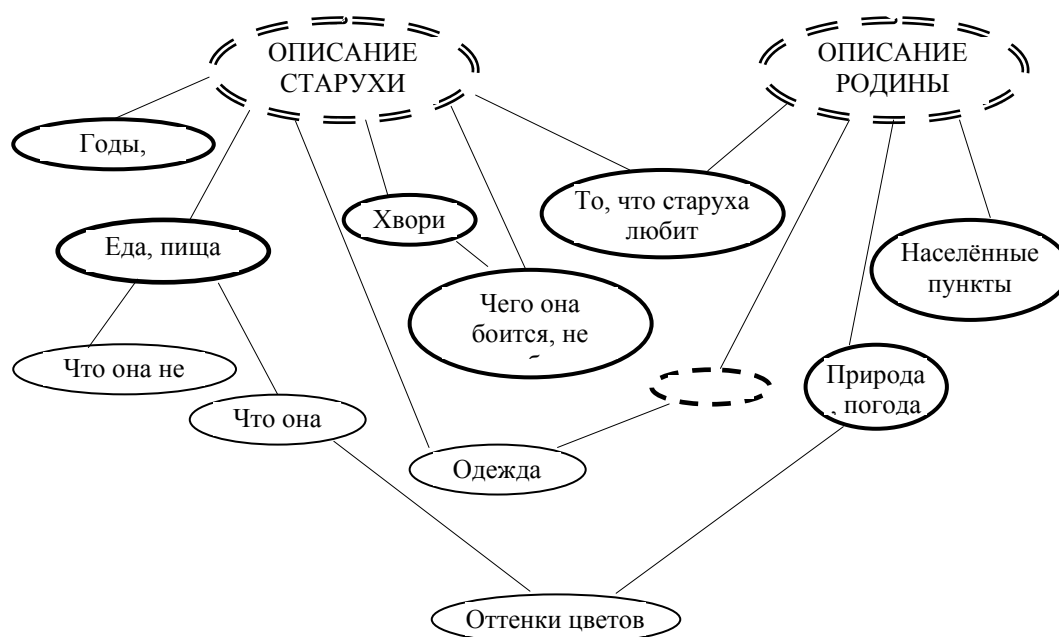 ОПИСАНИЕ
СТАРУХИ
ОПИСАНИЕ
РОДИНЫ
Годы,
Хвори
То, что старуха
любит
Еда, пища
Населённые
пункты
Чего она
боится, не
Что она не
Природа
, погода
Что она
Одежда
Оттенки цветов